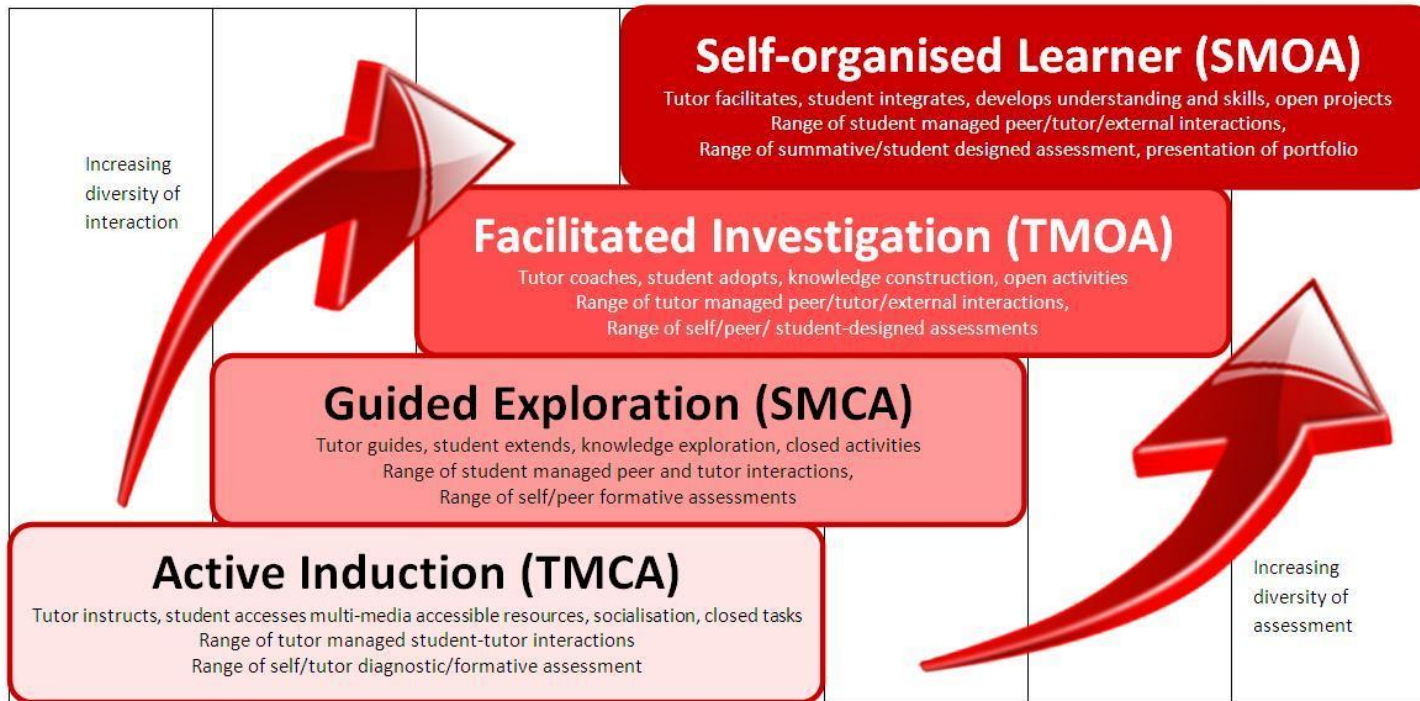 Self-organised Learner (SMOA)
Tutor facilitates, student integrates, develops understanding and skills, open projects
Range of student managed peer/tutor/external interactions,
Range of summative/student designed assessment, presentation of portfolio
Increasing
diversity of
interaction
Facilitated Investigation (TMOA)
Tutor coaches, student adopts, knowledge construction, open activities
Range of tutor managed peer/tutor/external interactions,
Range of self/peer/ student-designed assessments
Guided Exploration (SMCA)
Tutor guides, student extends, knowledge exploration, closed activities
Range of student managed peer and tutor interactions,
Range of self/peer formative assessments
Active Induction (TMCA)
Tutor instructs, student accesses multi-media accessible resources, socialisation, closed tasks
Range of tutor managed student-tutor interactions
Range of self/tutor diagnostic/formative assessment
Increasing
diversity of
assessment